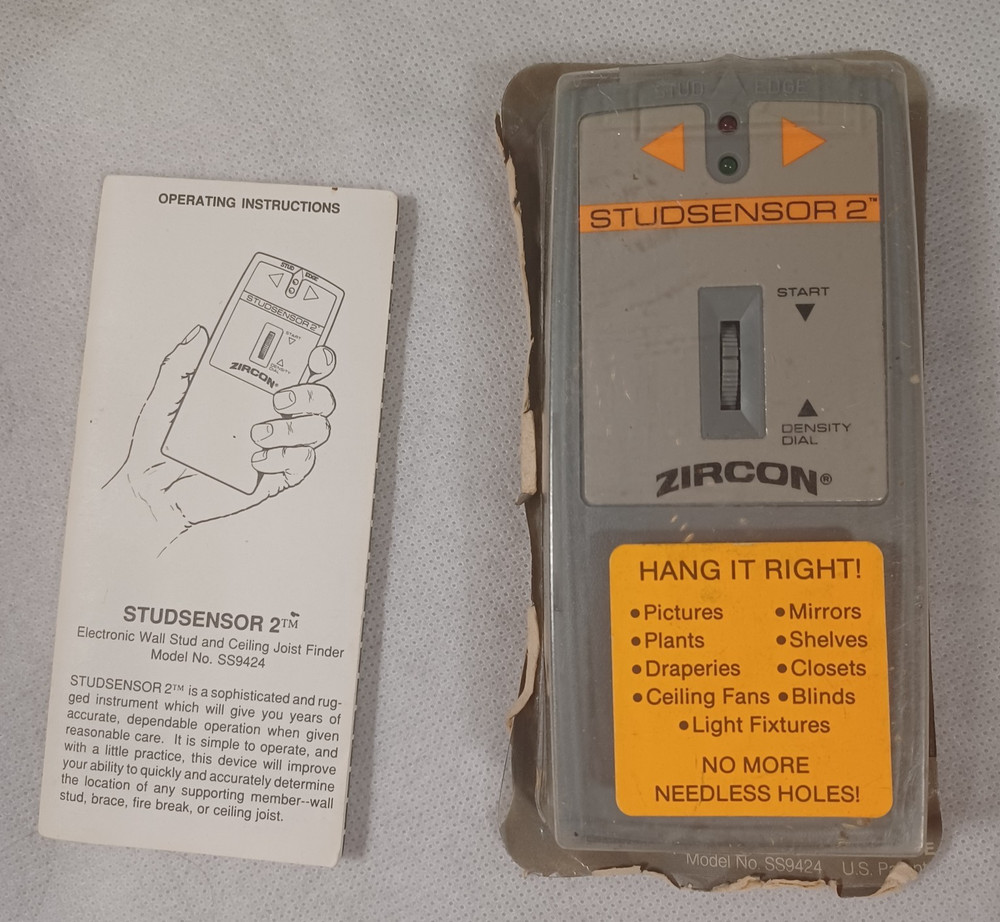 OPERATING INSTRUCTIONS
STUD EDGE
STUDSENSOR 2
START
DENSITY
DIAL
ZIRCON
STUDSENSOR 2™
Electronic Wall Stud and Ceiling Joist Finder
Model No. SS9424
STUDSENSOR 2™ is a sophisticated and rug-
ged instrument which will give you years of
accurate, dependable operation when given
reasonable care. It is simple to operate, and
with a little practice, this device will improve
your ability to quickly and accurately determine
the location of any supporting member--wall
stud, brace, fire break, or ceiling joist.
STUD EDGE
STUDSENSOR 2™
START
DENSITY
DIAL
ZIRCON®
HANG IT RIGHT!
• Pictures • Mirrors
• Plants • Shelves
• Draperies • Closets
• Ceiling Fans • Blinds
• Light Fixtures
NO MORE
NEEDLESS HOLES!
Model No. SS9424 U.S.